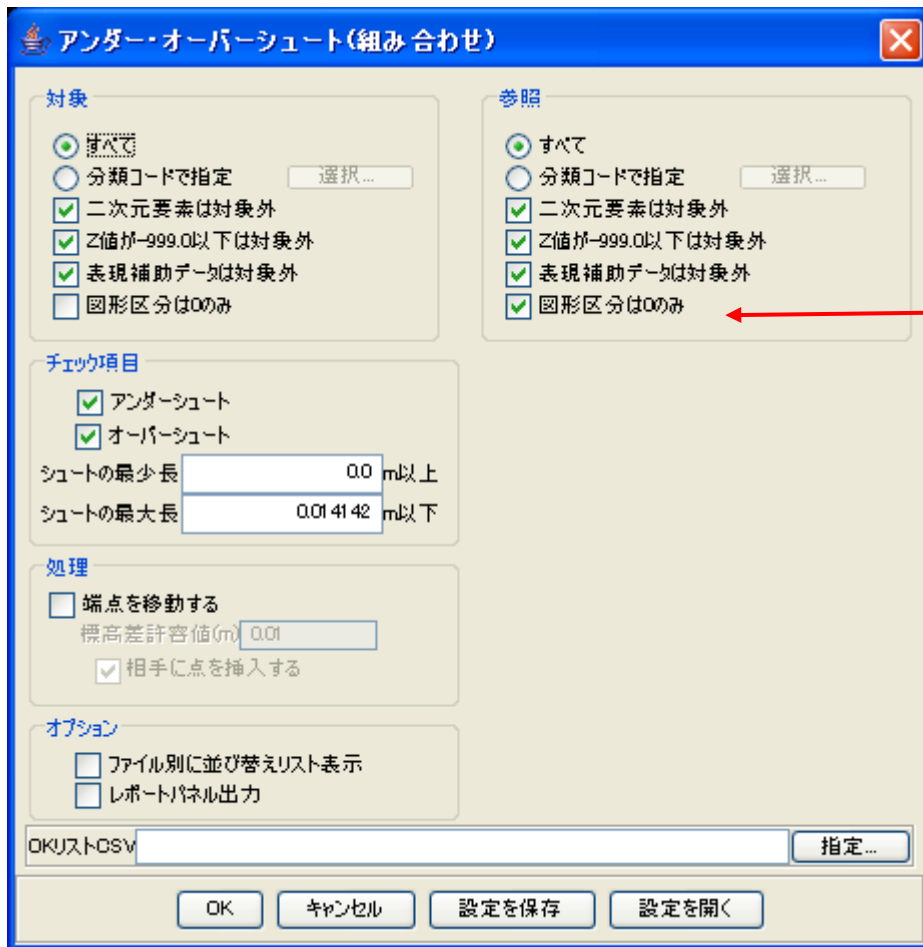 アンダー・オーバーシュート(組み合わせ)
対象
すべて
分類コードで指定 選択...
二次元要素は対象外
Z値が-999.0以下は対象外
表現補助データは対象外
図形区分は0のみ
参照
すべて
分類コードで指定 選択...
二次元要素は対象外
Z値が-999.0以下は対象外
表現補助データは対象外
図形区分は0のみ
チェック項目
アンダーシュート
オーバーシュート
シュートの最少長 0.0 m以上
シュートの最大長 0.014142 m以下
処理
端点を移動する
標高差許容値(m) 0.01
相手に点を挿入する
オプション
ファイル別に並び替えリスト表示
レポートパネル出力
OKリストCSV 指定...
OK キャンセル 設定を保存 設定を開く